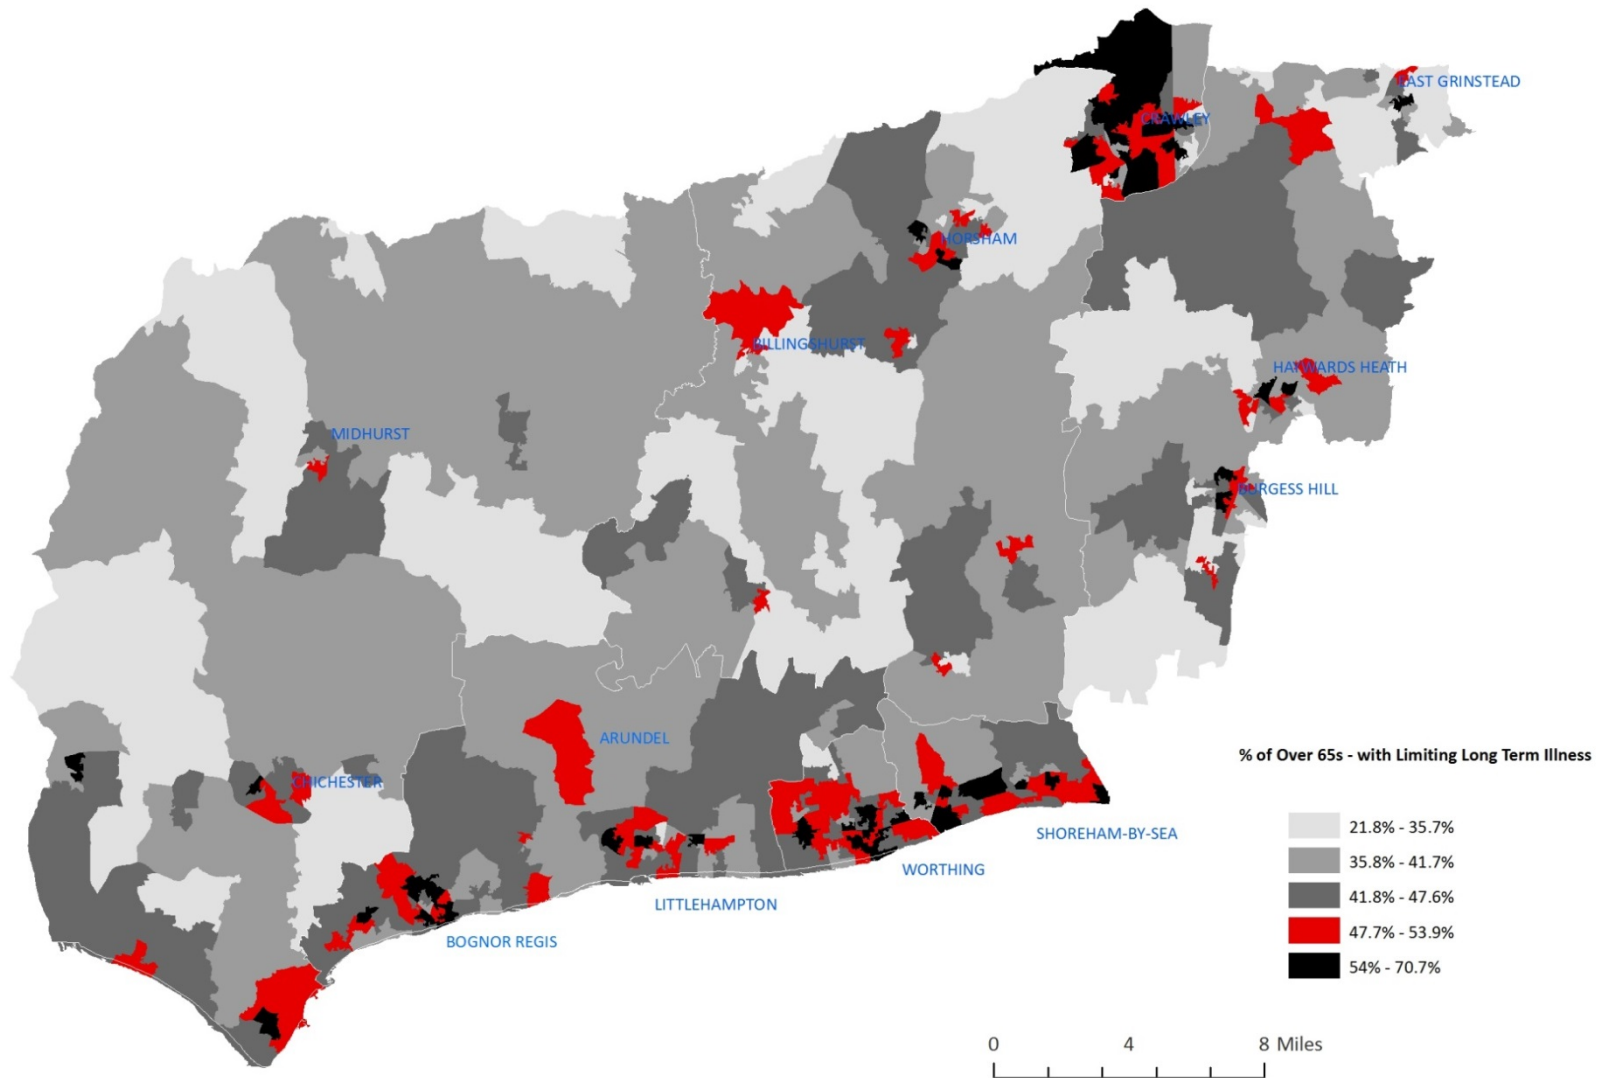 EAST GRINSTEAD
CRAWLEY
HORSHAM
BILLINGSHURST
HAYWARDS HEATH
MIDHURST
BURGESS HILL
ARUNDEL
CHICHESTER
% of Over 65s - with Limiting Long Term Illness
21.8% - 35.7%
35.8% - 41.7%
41.8% - 47.6%
47.7% - 53.9%
54% - 70.7%
SHOREHAM-BY-SEA
WORTHING
LITTLEHAMPTON
BOGNOR REGIS
0 4 8 Miles